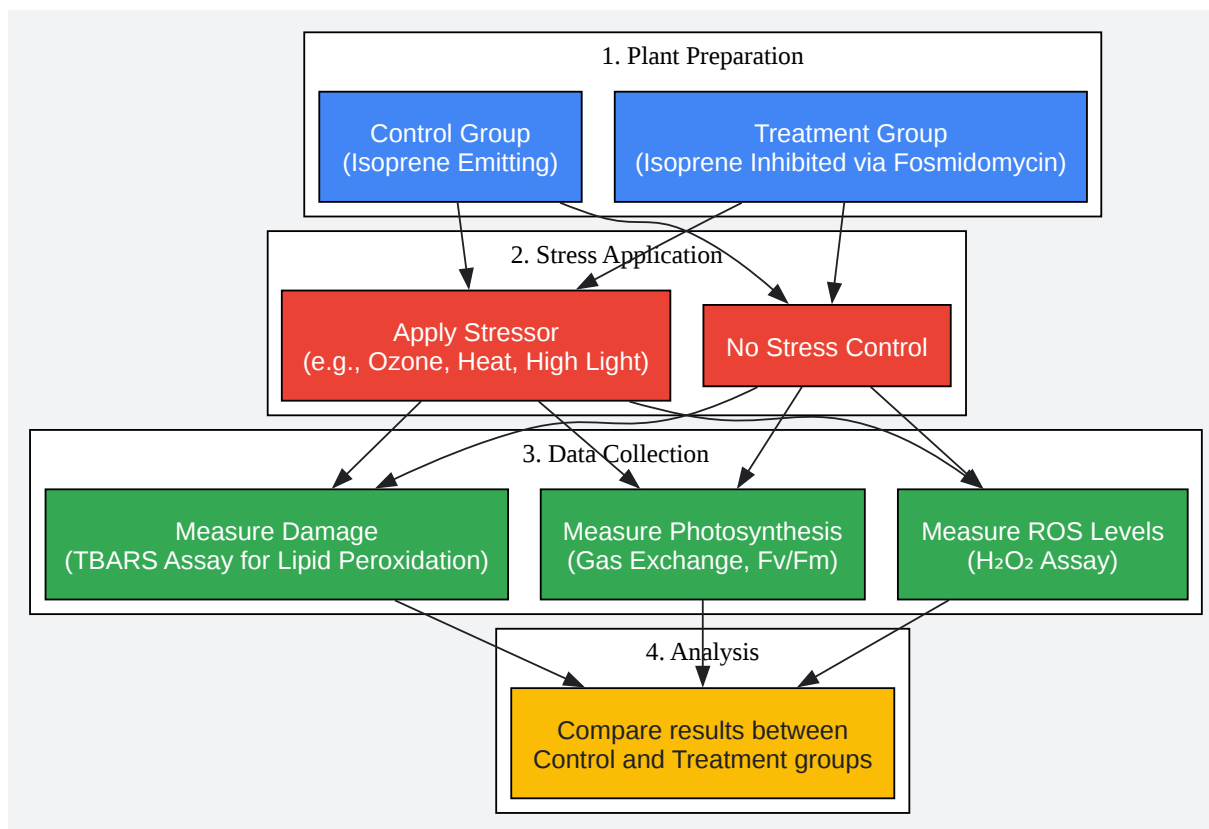 1. Plant Preparation
Control Group
(Isoprene Emitting)
Treatment Group
(Isoprene Inhibited via Fosmidomycin)
2. Stress Application
Apply Stressor
(e.g., Ozone, Heat, High Light)
No Stress Control
3. Data Collection
Measure Damage
(TBARS Assay for Lipid Peroxidation)
Measure Photosynthesis
(Gas Exchange, Fv/Fm)
Measure ROS Levels
(H₂O₂ Assay)
4. Analysis
Compare results between
Control and Treatment groups